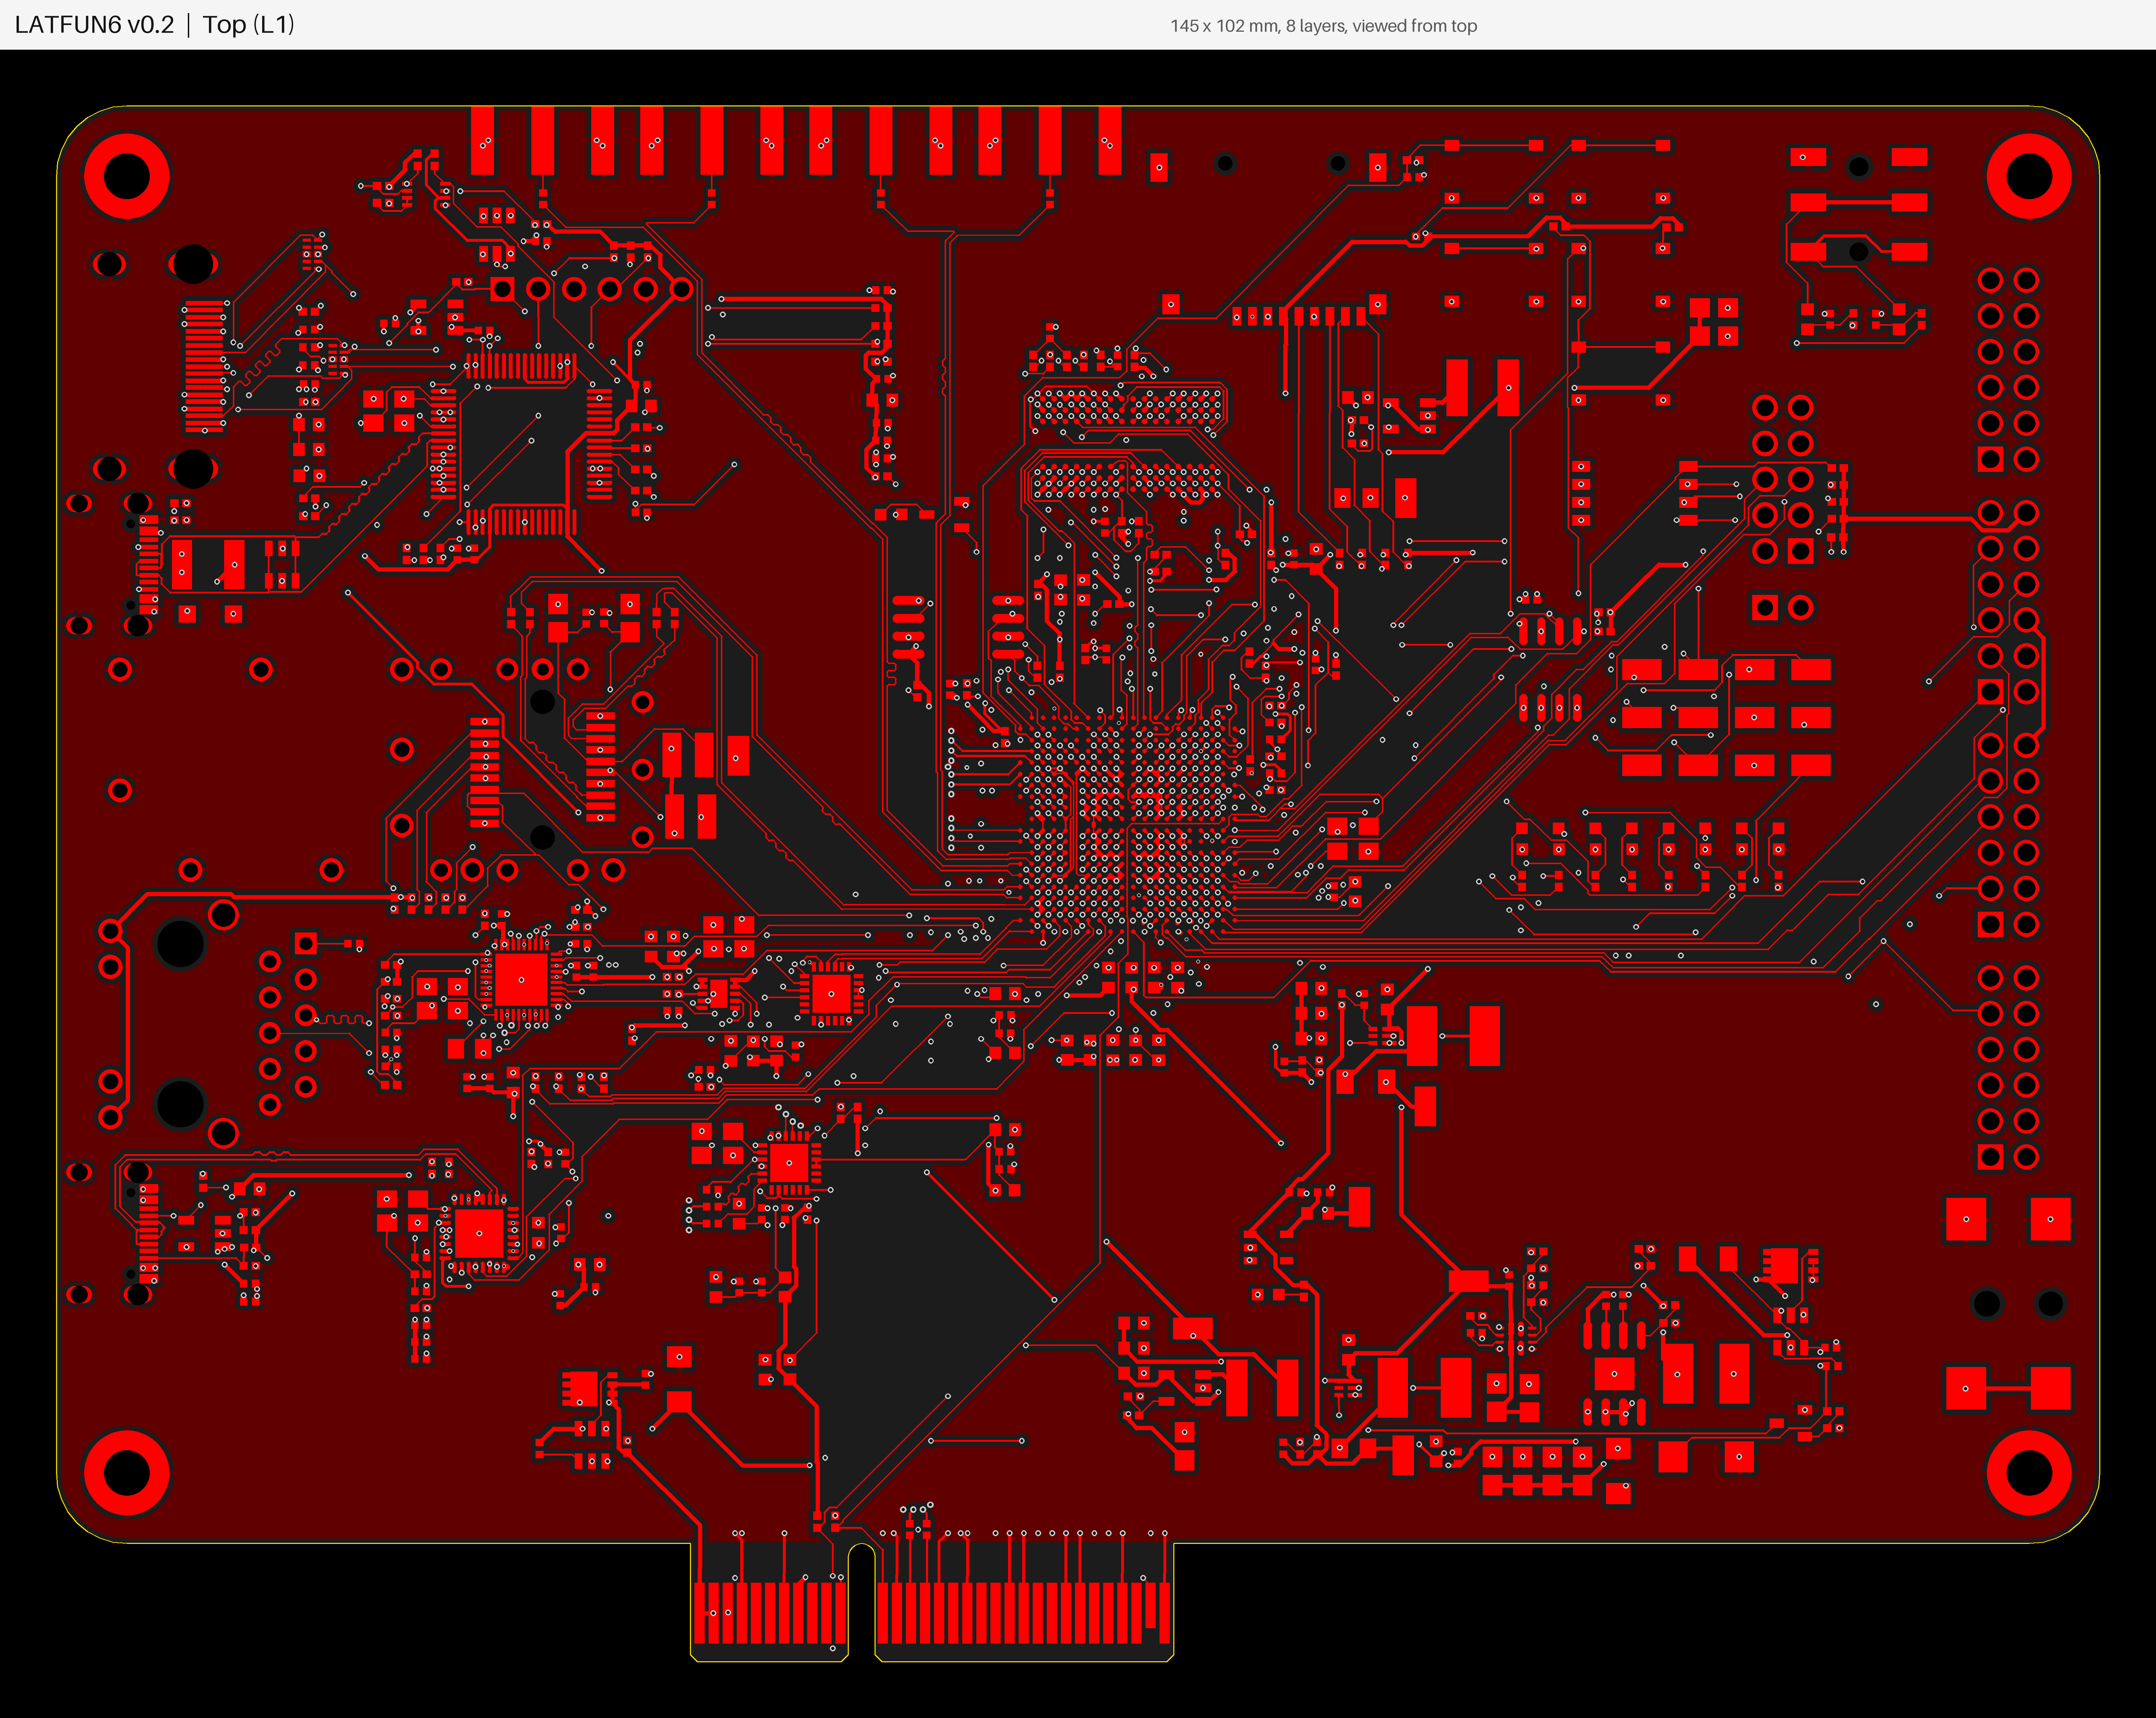 LATFUN6 v0.2 | Top (L1)
145 x 102 mm, 8 layers, viewed from top